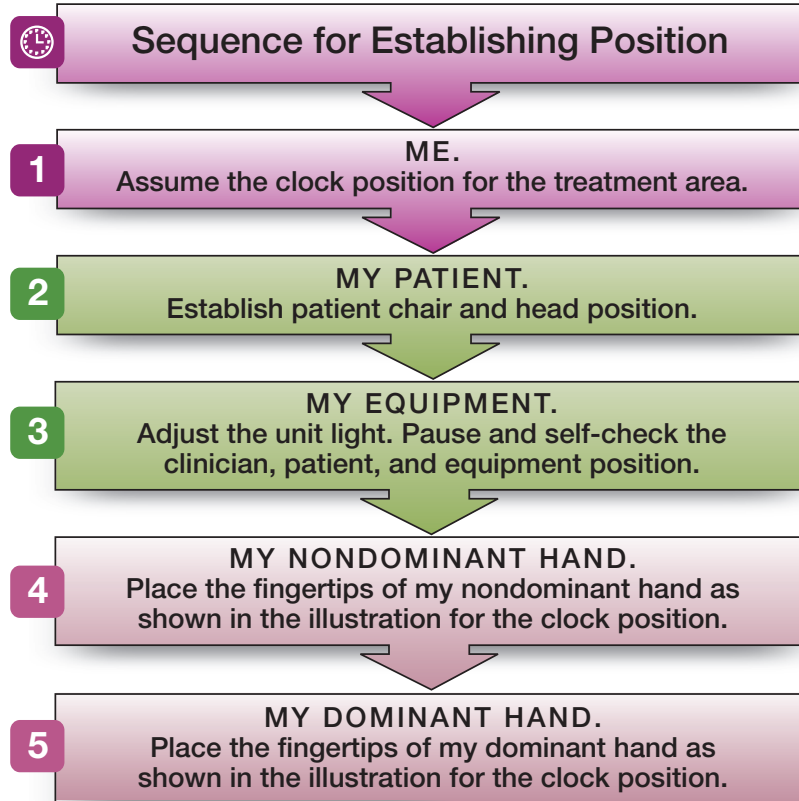 Sequence for Establishing Position
1
ME.
Assume the clock position for the treatment area.
2
MY PATIENT.
Establish patient chair and head position.
3
MY EQUIPMENT.
Adjust the unit light. Pause and self-check the
clinician, patient, and equipment position.
4
MY NONDOMINANT HAND.
Place the fingertips of my nondominant hand as
shown in the illustration for the clock position.
5
MY DOMINANT HAND.
Place the fingertips of my dominant hand as
shown in the illustration for the clock position.